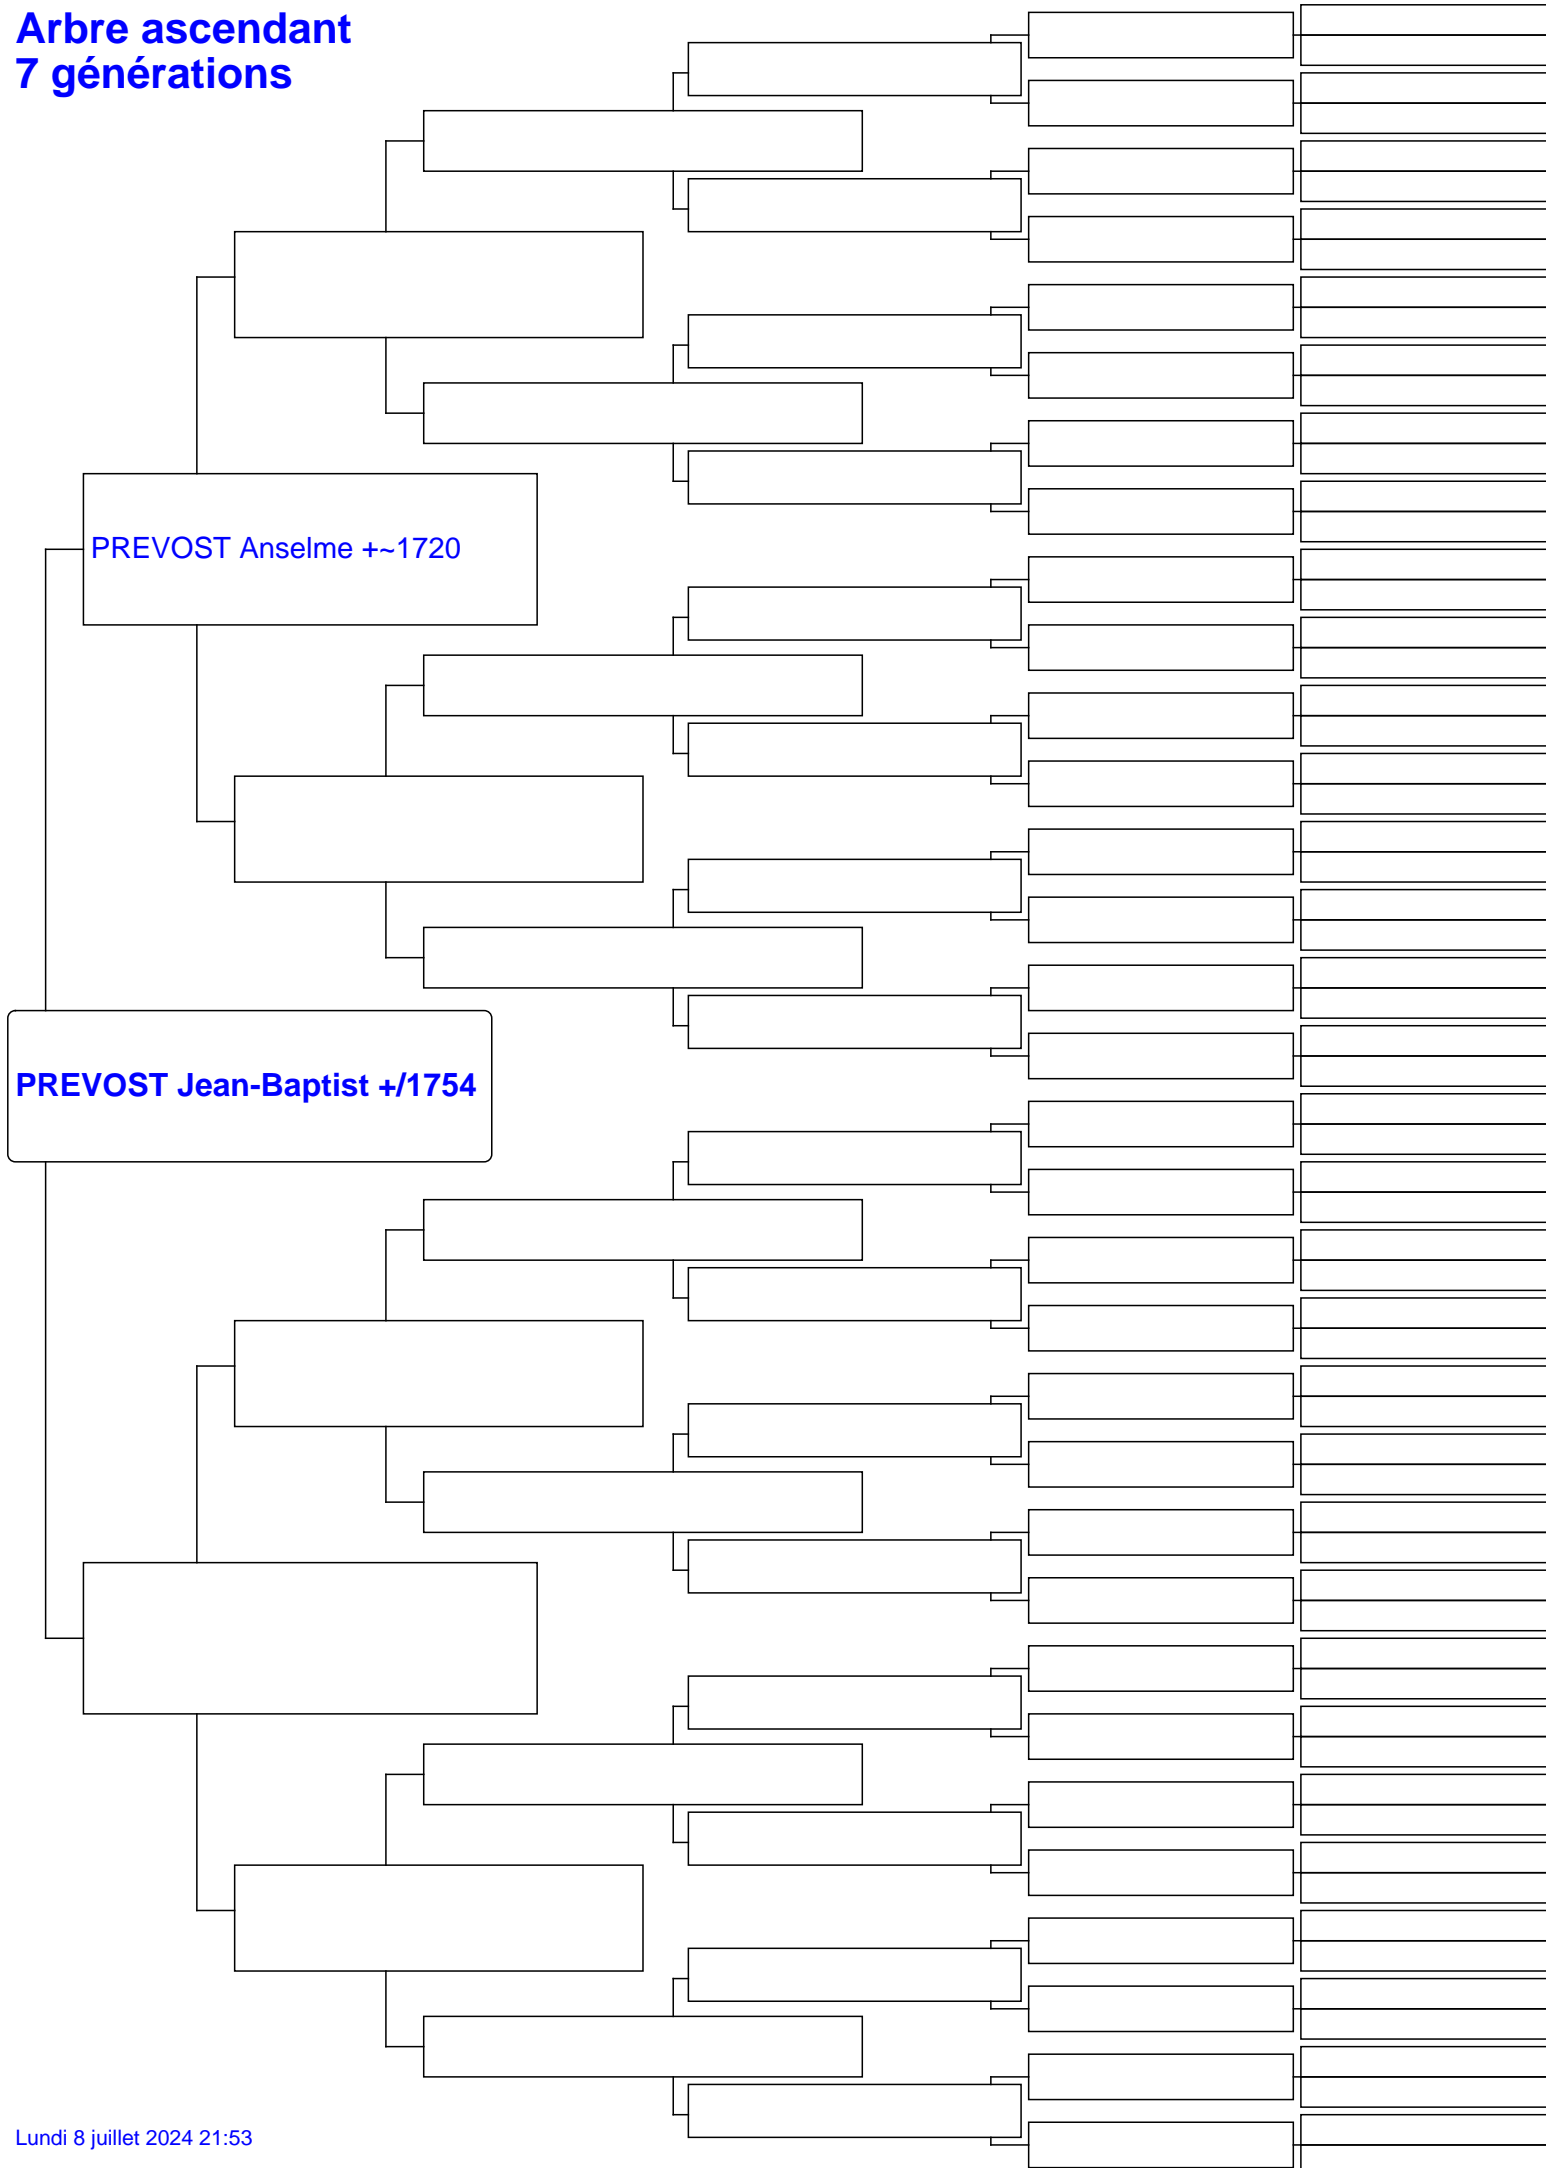 Arbre ascendant
7 générations
PREVOST Anselme +~1720
PREVOST Jean-Baptist +/1754
Lundi 8 juillet 2024 21:53